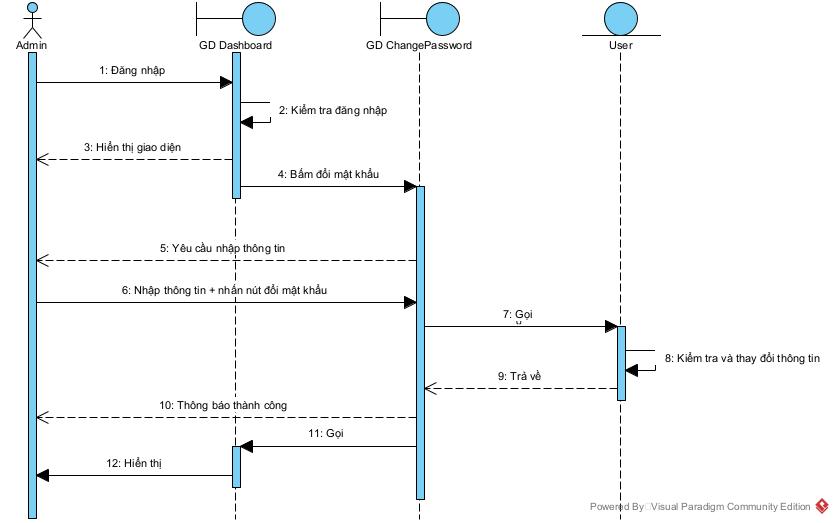 Admin
GD Dashboard
GD ChangePassword
User
1: Đăng nhập
2: Kiểm tra đăng nhập
3: Hiển thị giao diện
4: Bấm đổi mật khẩu
5: Yêu cầu nhập thông tin
6: Nhập thông tin + nhấn nút đổi mật khẩu
7: Gọi
8: Kiểm tra và thay đổi thông tin
9: Trả về
10: Thông báo thành công
11: Gọi
12: Hiển thị
Powered By Visual Paradigm Community Edition